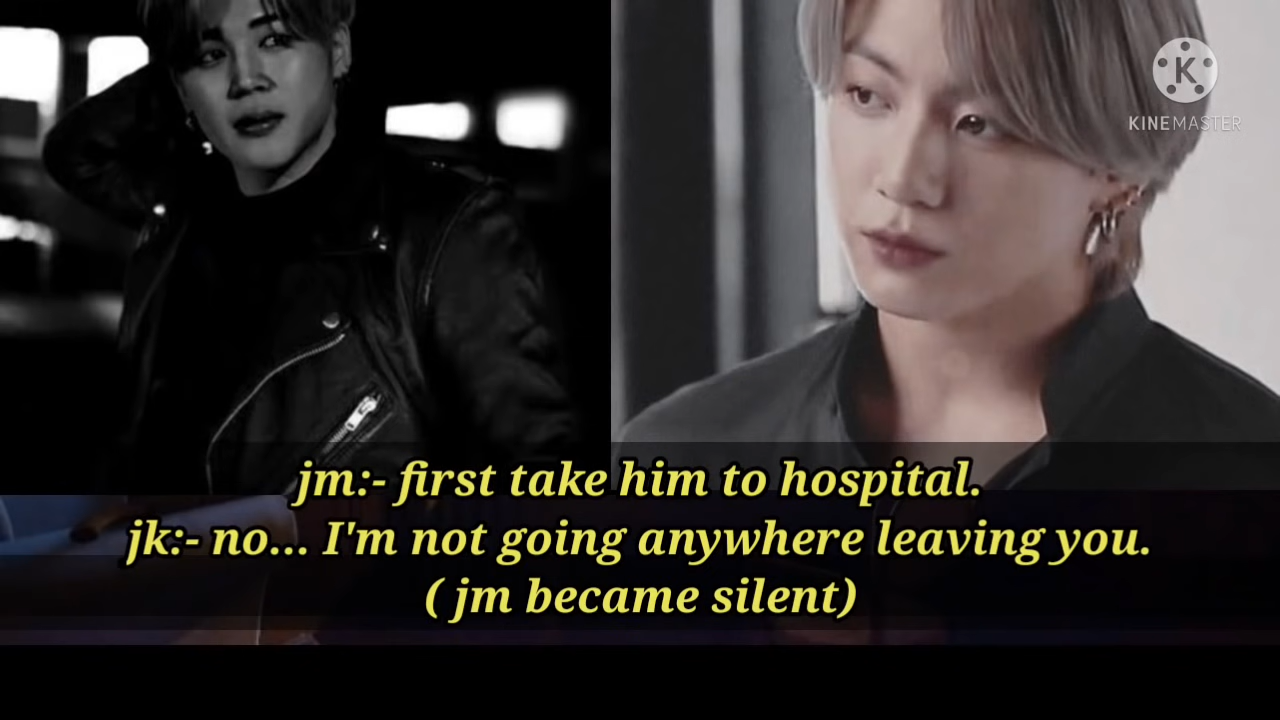 KINEMASTER
jm:- first take him to hospital.
jk:- no... I'm not going anywhere leaving you.
( jm became silent)